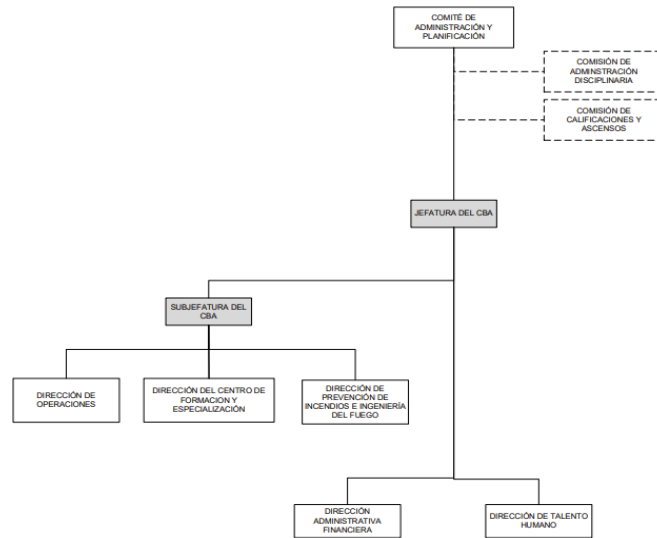 COMITÉ DE
ADMINISTRACIÓN Y
PLANIFICACIÓN
COMISIÓN DE
ADMINSTRACIÓN
DISCIPLINARIA
COMISIÓN DE
CALIFICACIONES Y
ASCENSOS
JEFATURA DEL CBA
SUBJEFATURA DEL
CBA
DIRECCIÓN DE
OPERACIONES
DIRECCIÓN DEL CENTRO DE
FORMACION Y
ESPECIALIZACIÓN
DIRECCIÓN DE
PREVENCIÓN DE
INCENDIOS E INGENIERÍA
DEL FUEGO
DIRECCIÓN
ADMINISTRATIVA
FINANCIERA
DIRECCIÓN DE TALENTO
HUMANO